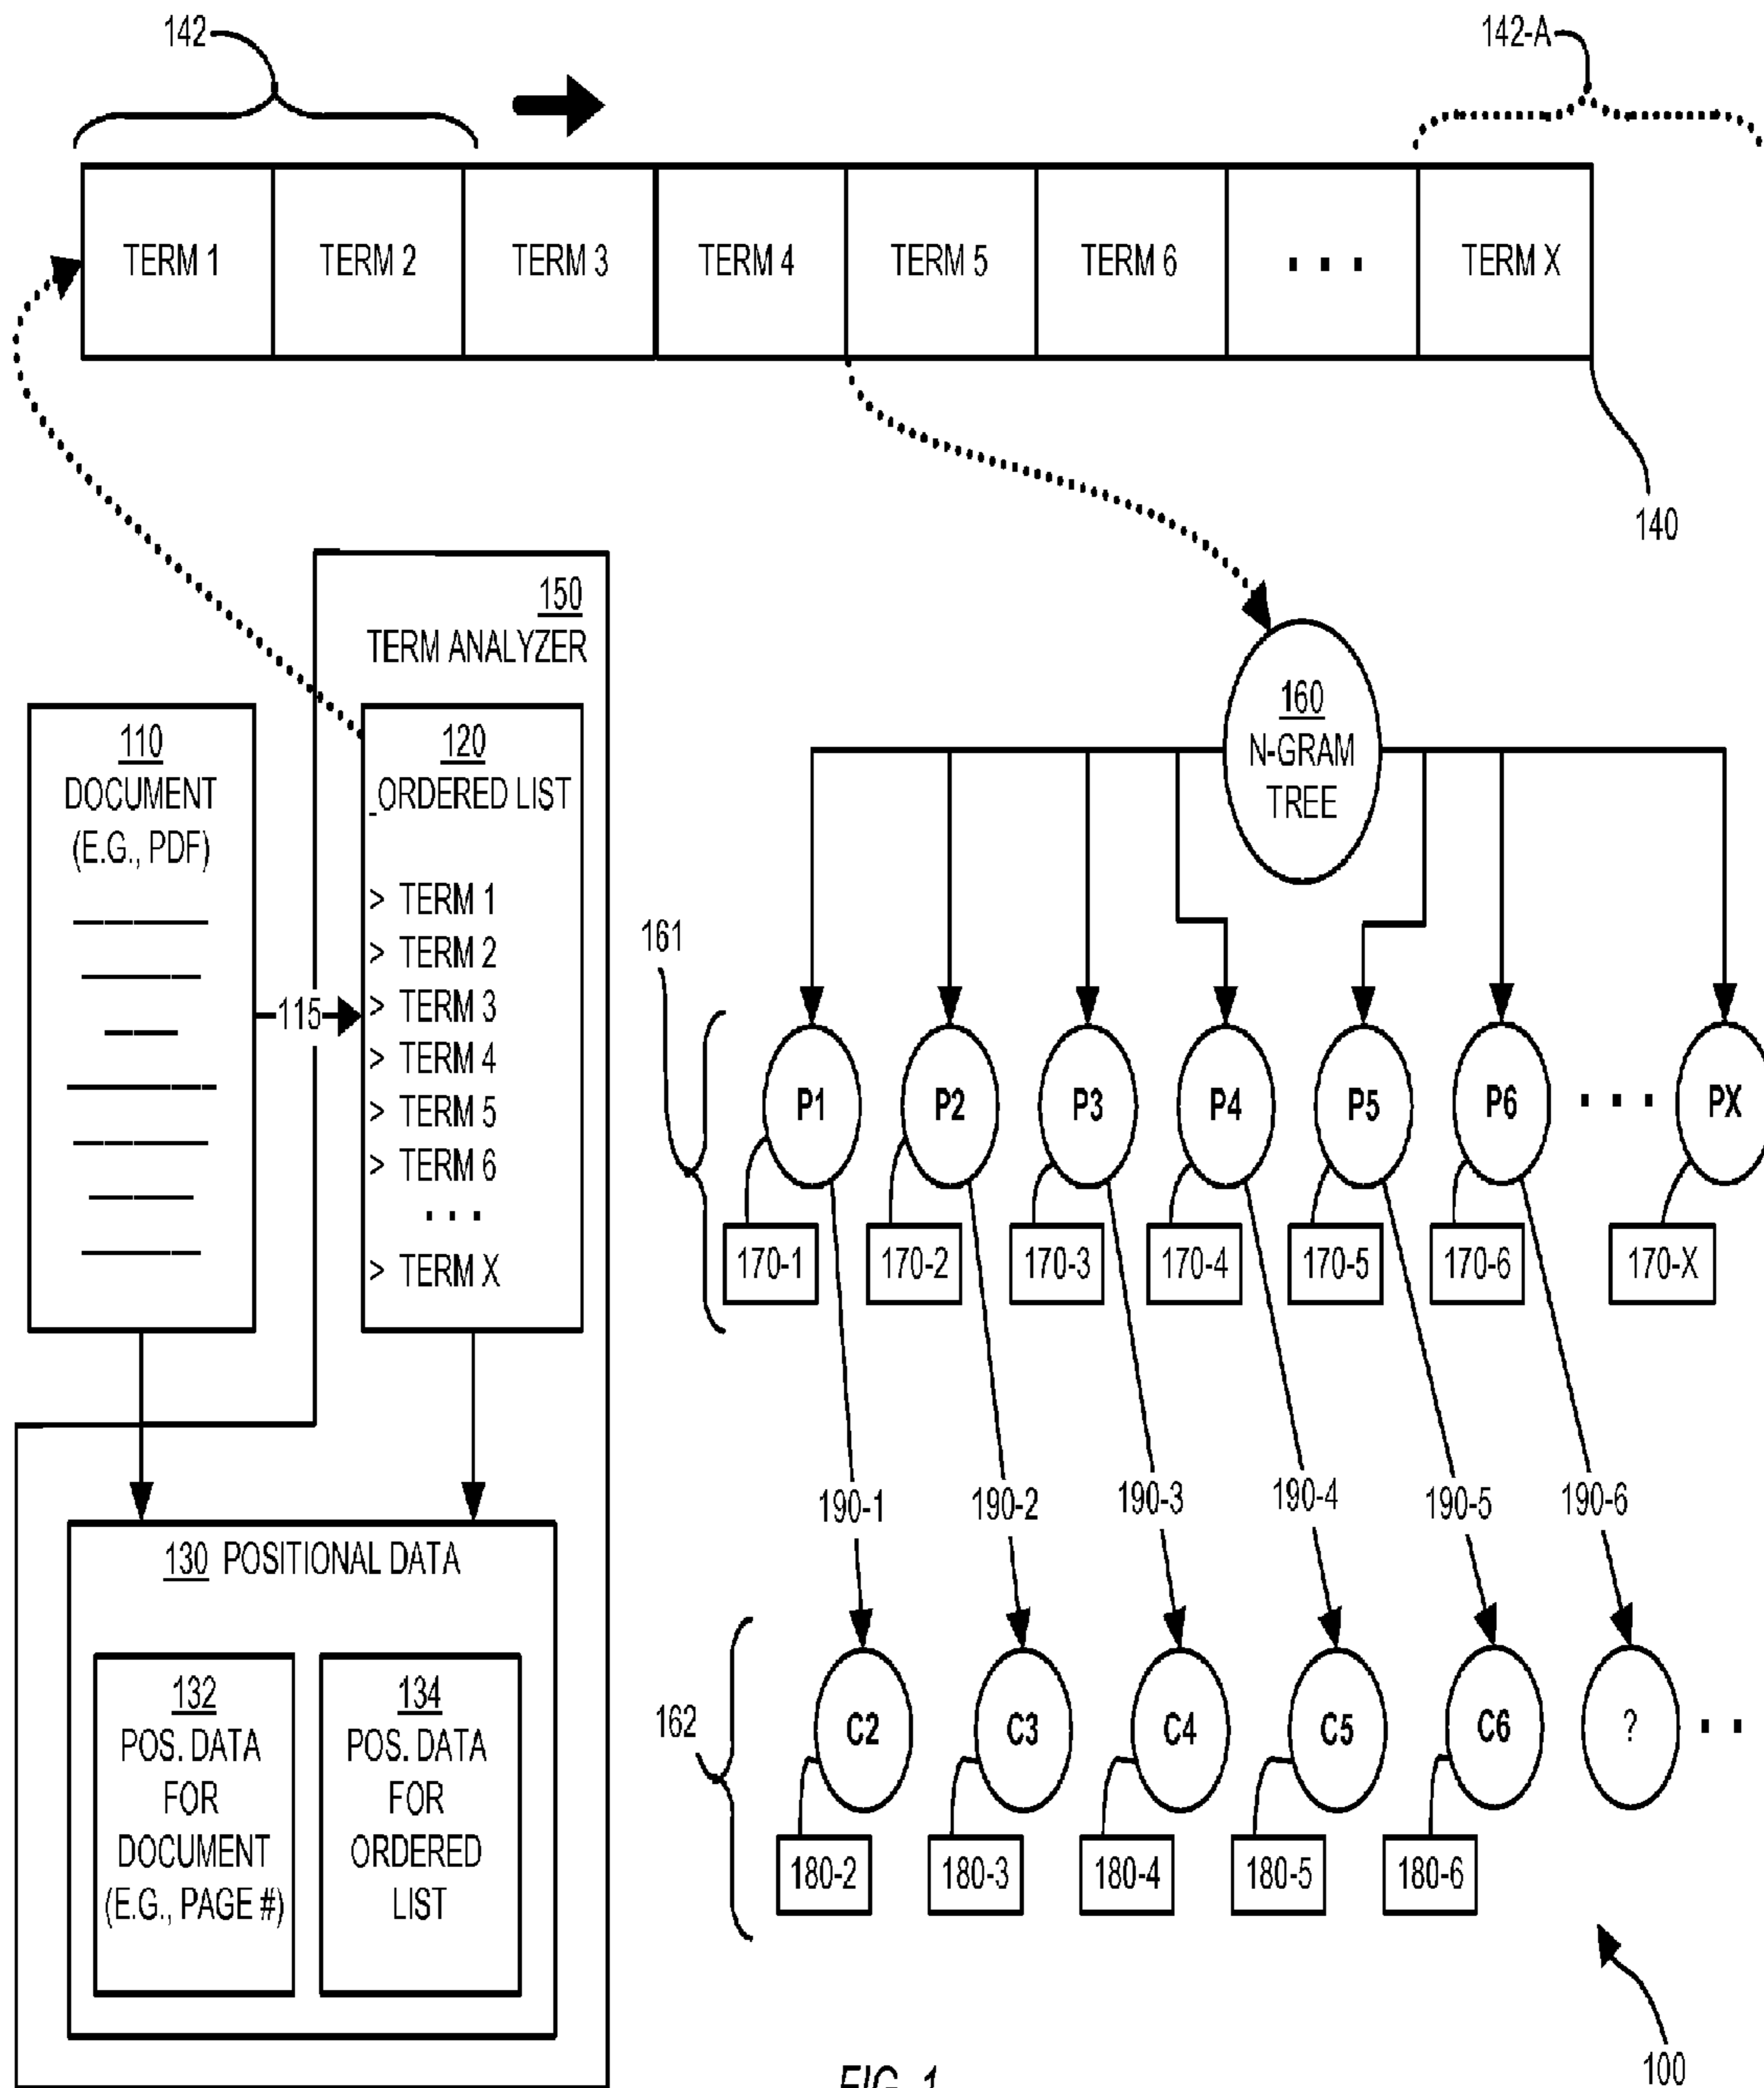 142
142-A
TERM 1 TERM 2 TERM 3 TERM 4 TERM 5 TERM 6 ... TERM X
140
150
TERM ANALYZER
110
DOCUMENT
(E.G., PDF)
115
120
_ORDERED LIST
> TERM 1
> TERM 2
> TERM 3
> TERM 4
> TERM 5
> TERM 6
...
> TERM X
130 POSITIONAL DATA
132
POS. DATA
FOR
DOCUMENT
(E.G., PAGE #)
134
POS. DATA
FOR
ORDERED
LIST
160
N-GRAM
TREE
161
P1 P2 P3 P4 P5 P6 ... PX
170-1 170-2 170-3 170-4 170-5 170-6 170-X
190-1 190-2 190-3 190-4 190-5 190-6
162
C2 C3 C4 C5 C6 ? ..
180-2 180-3 180-4 180-5 180-6
100
FIG. 1